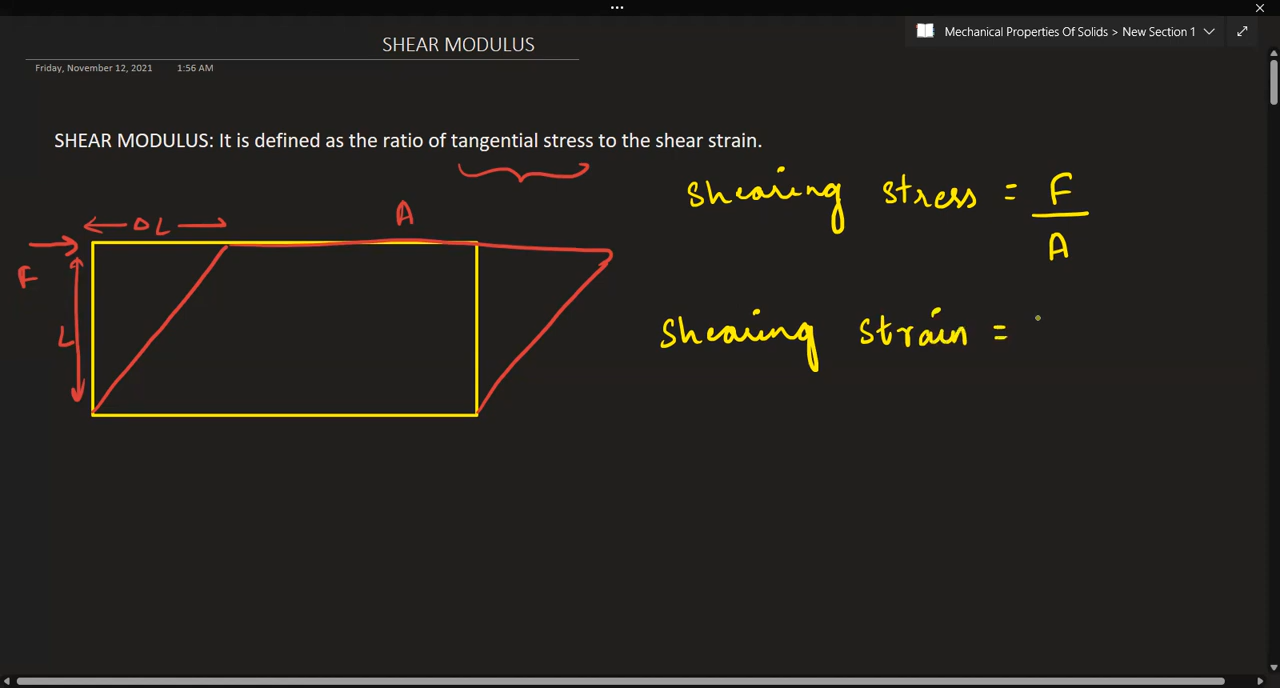 Mechanical Properties Of Solids > New Section 1
SHEAR MODULUS
Friday, November 12, 2021 1:56 AM
SHEAR MODULUS: It is defined as the ratio of tangential stress to the shear strain.
Shearing stress = F
A
ΔL
A
F
L
Shearing strain =